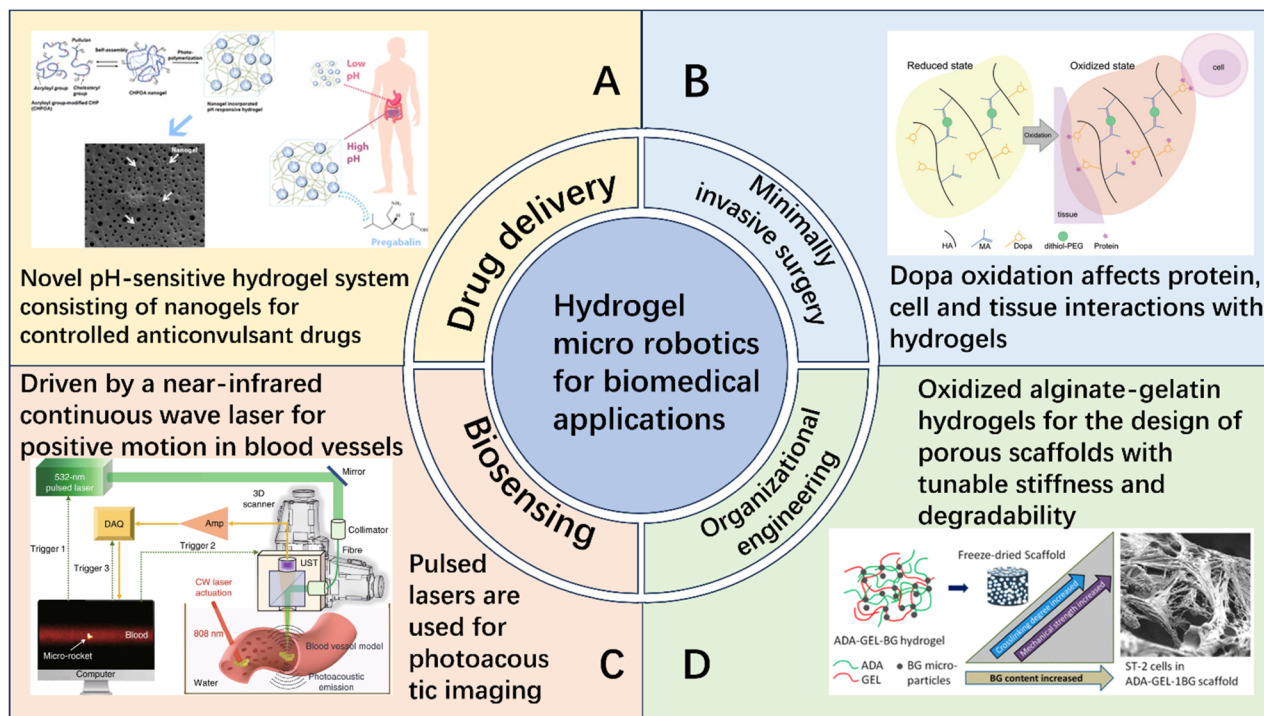 Pullulan
Self-assembly
Photo-
polymerization
Acryloyl group
Cholesteryl
group
Acryloyl group-modified CHP
(CHPOA)
CHPOA nanogel
Nanogel incorporated
pH responsive hydrogel
Nanogel
Low
pH
High
pH
NH₂
H
O
OH
Pregabalin
A
Novel pH-sensitive hydrogel system
consisting of nanogels for
controlled anticonvulsant drugs
B
Reduced state
Oxidized state
cell
Oxidation
tissue
HA
MA
Dopa
dithiol-PEG
Protein
Dopa oxidation affects protein,
cell and tissue interactions with
hydrogels
Drug delivery
Minimally
invasive surgery
Hydrogel
micro robotics
for biomedical
applications
Biosensing
Organizational
engineering
Driven by a near-infrared
continuous wave laser for
positive motion in blood vessels
532-nm
pulsed laser
Mirror
3D
scanner
DAQ
Amp
Collimator
Fibre
Trigger 1
Trigger 2
Trigger 3
UST
CW laser
actuation
808 nm
Blood
Micro-rocket
Computer
Blood vessel model
Photoacoustic
emission
Water
Pulsed
lasers are
used for
photoacous
tic imaging
C
Oxidized alginate-gelatin
hydrogels for the design of
porous scaffolds with
tunable stiffness and
degradability
Freeze-dried Scaffold
ADA-GEL-BG hydrogel
Crosslinking degree increased
Mechanical strength increased
ADA
GEL
BG micro-
particles
BG content increased
ST-2 cells in
ADA-GEL-1BG scaffold
D